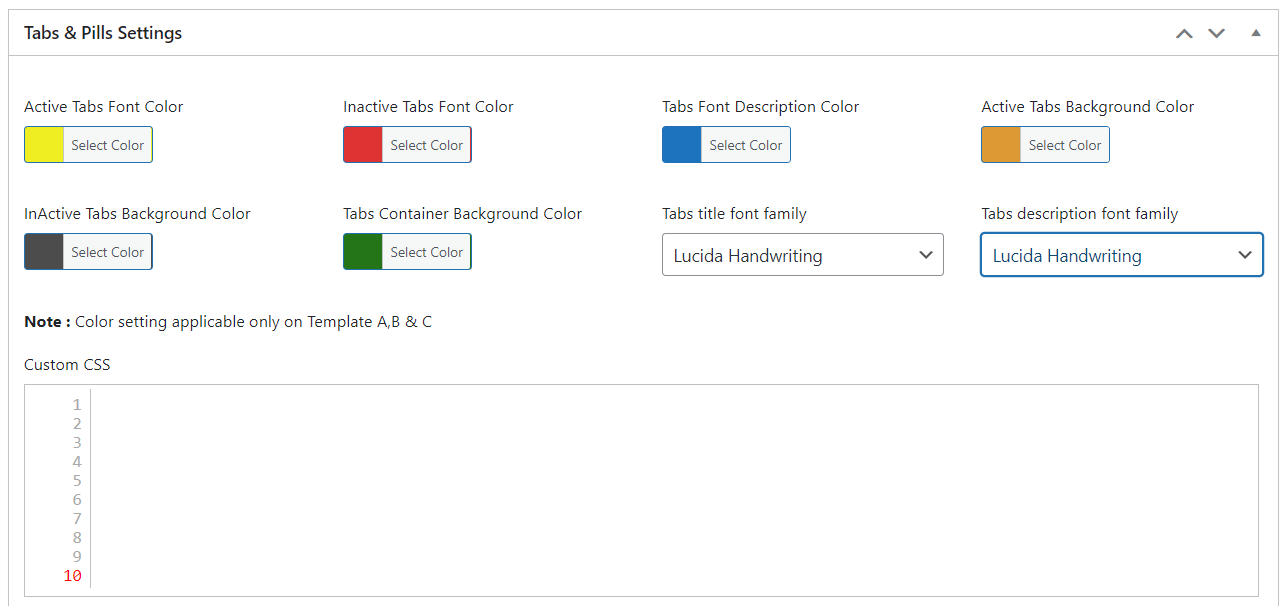 Tabs & Pills Settings
Active Tabs Font Color
Inactive Tabs Font Color
Tabs Font Description Color
Active Tabs Background Color
Select Color
Select Color
Select Color
Select Color
InActive Tabs Background Color
Tabs Container Background Color
Tabs title font family
Tabs description font family
Select Color
Select Color
Lucida Handwriting
Lucida Handwriting
Note : Color setting applicable only on Template A,B & C
Custom CSS
1
2
3
4
5
6
7
8
9
10